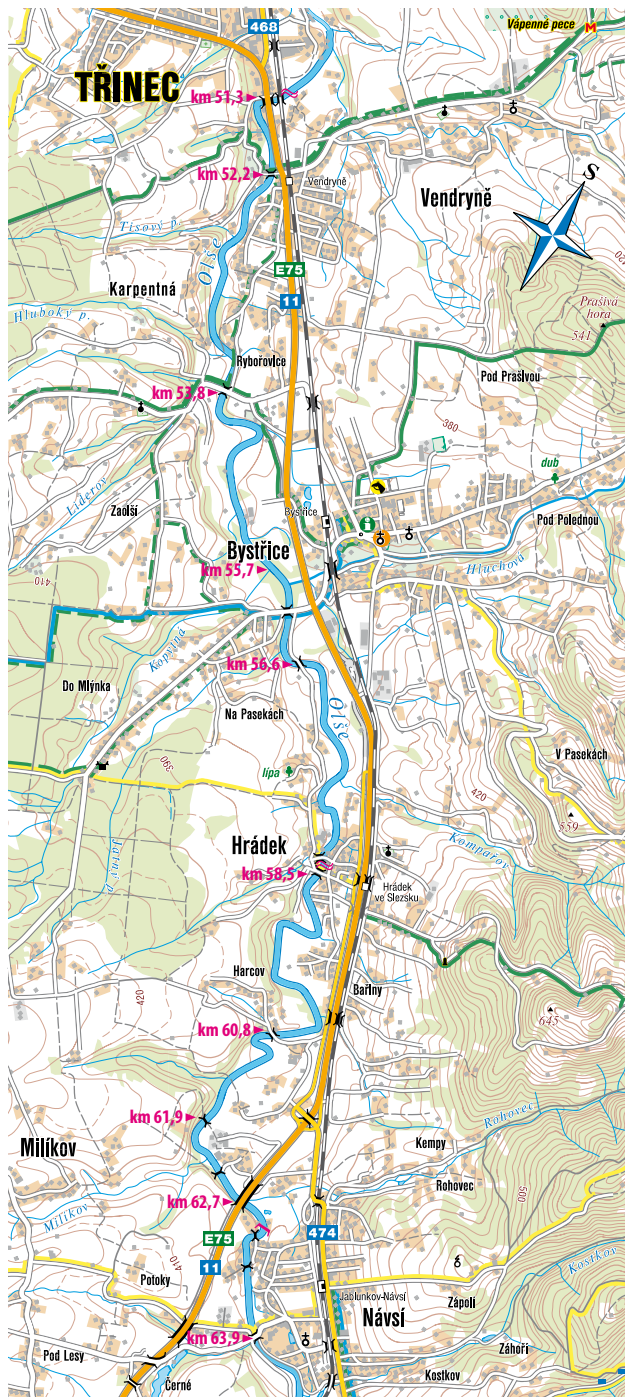 468
Vápenné pece
M
TŘINEC
km 51,3
km 52,2
Vendryně
Vendryně
S
Tisový p.
Olše
E75
11
Karpentná
Hluboký p.
Prašivá
hora
541
Rybořovice
Pod Prašivou
km 53,8
380
Líderov
dub
Zaolší
Bystřice
Pod Polednou
Bystřice
Hluchová
km 55,7
410
Kopvina
km 56,6
Do Mlýnka
Na Pasekách
Olše
V Pasekách
390
lípa
420
559
Jatný p.
Hrádek
Kompařov
km 58,5
Hrádek
ve Slezsku
Harcov
Bařiny
420
645
km 60,8
km 61,9
Rohovec
Milíkov
Kempy
Rohovec
500
km 62,7
Milíkov
E75
474
410
11
Kostkov
Potoky
Jablunkov-Návsí
Zápolí
Návsí
km 63,9
Záhoří
Pod Lesy
Kostkov
Černé